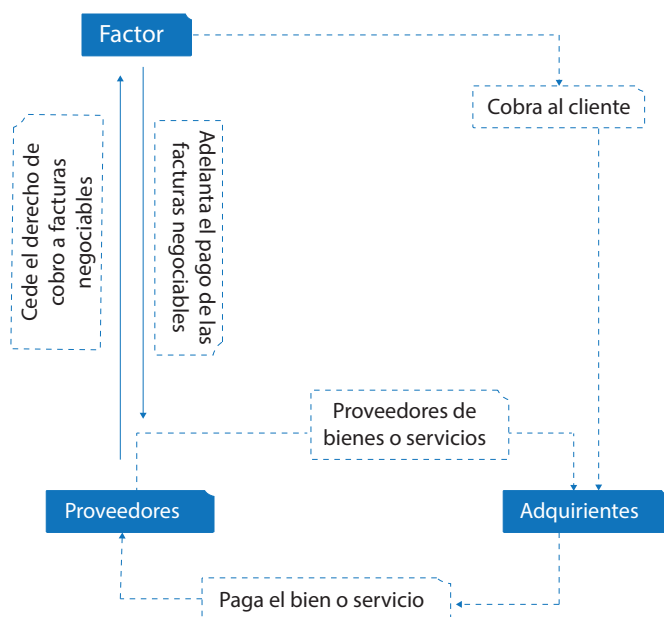 Factor
Cobra al cliente
Cede el derecho de
cobro a facturas
negociables
Adelanta el pago de las
facturas negociables
Proveedores de
bienes o servicios
Proveedores
Adquirientes
Paga el bien o servicio